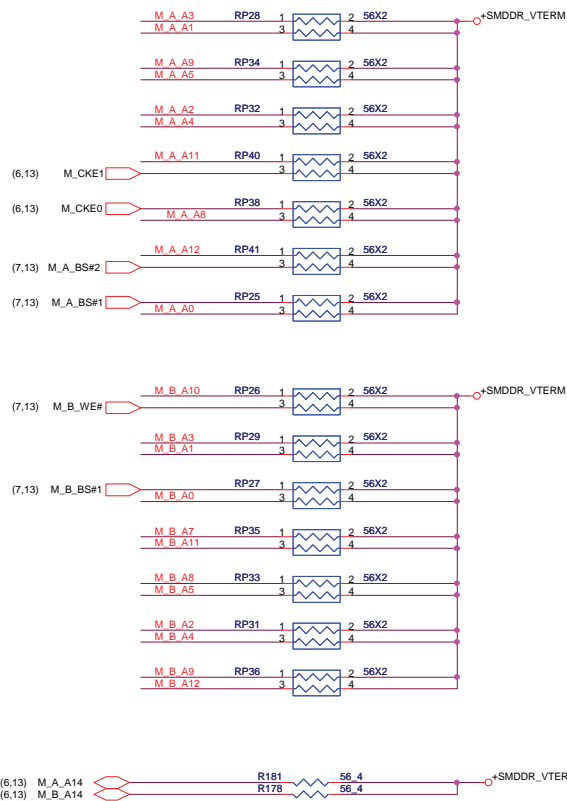 M_A_A3 RP28 1 2 56X2 +SMDDR_VTERM
M_A_A1 3 4
M_A_A9 RP34 1 2 56X2
M_A_A5 3 4
M_A_A2 RP32 1 2 56X2
M_A_A4 3 4
M_A_A11 RP40 1 2 56X2
(6,13) M_CKE1 3 4
(6,13) M_CKE0 RP38 1 2 56X2
M_A_A8 3 4
M_A_A12 RP41 1 2 56X2
(7,13) M_A_BS#2 3 4
(7,13) M_A_BS#1 RP25 1 2 56X2
M_A_A0 3 4
M_B_A10 RP26 1 2 56X2 +SMDDR_VTERM
(7,13) M_B_WE# 3 4
M_B_A3 RP29 1 2 56X2
M_B_A1 3 4
(7,13) M_B_BS#1 RP27 1 2 56X2
M_B_A0 3 4
M_B_A7 RP35 1 2 56X2
M_B_A11 3 4
M_B_A8 RP33 1 2 56X2
M_B_A5 3 4
M_B_A2 RP31 1 2 56X2
M_B_A4 3 4
M_B_A9 RP36 1 2 56X2
M_B_A12 3 4
(6,13) M_A_A14 R181 56_4 +SMDDR_VTER
(6,13) M_B_A14 R178 56_4